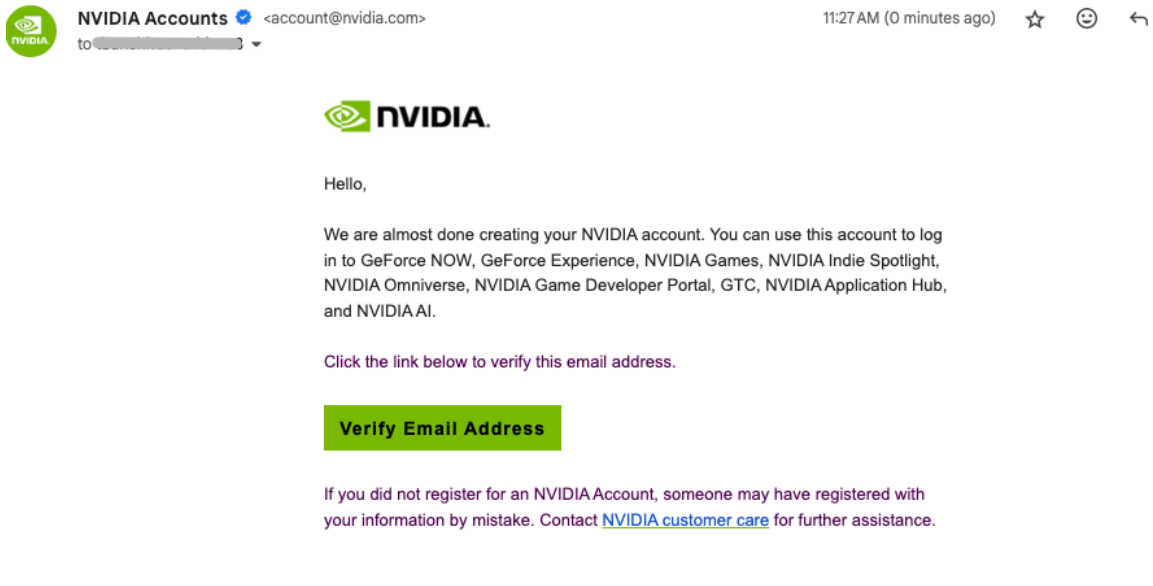 NVIDIA
NVIDIA Accounts <account@nvidia.com>
11:27 AM (0 minutes ago)
to
NVIDIA.
Hello,
We are almost done creating your NVIDIA account. You can use this account to log
in to GeForce NOW, GeForce Experience, NVIDIA Games, NVIDIA Indie Spotlight,
NVIDIA Omniverse, NVIDIA Game Developer Portal, GTC, NVIDIA Application Hub,
and NVIDIA AI.
Click the link below to verify this email address.
Verify Email Address
If you did not register for an NVIDIA Account, someone may have registered with
your information by mistake. Contact NVIDIA customer care for further assistance.